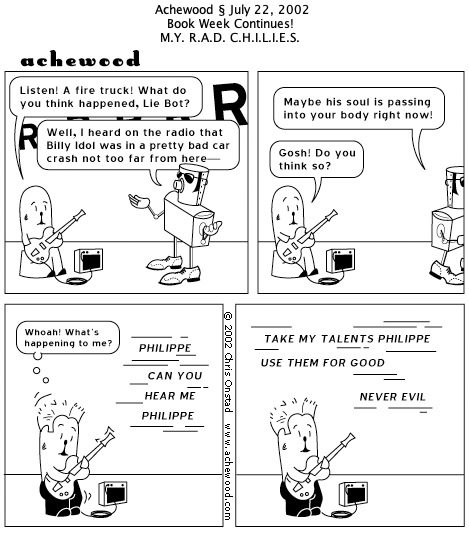 Achewood § July 22, 2002
Book Week Continues!
M.Y. R.A.D. C.H.I.L.I.E.S.
achewood
Listen! A fire truck! What do
you think happened, Lie Bot?
Well, I heard on the radio that
Billy Idol was in a pretty bad car
crash not too far from here—
Maybe his soul is passing
into your body right now!
Gosh! Do you
think so?
Whoah! What's
happening to me?
PHILIPPE
CAN YOU
HEAR ME
PHILIPPE
© 2002 Chris Onstad www.achewood.com
TAKE MY TALENTS PHILIPPE
USE THEM FOR GOOD
NEVER EVIL